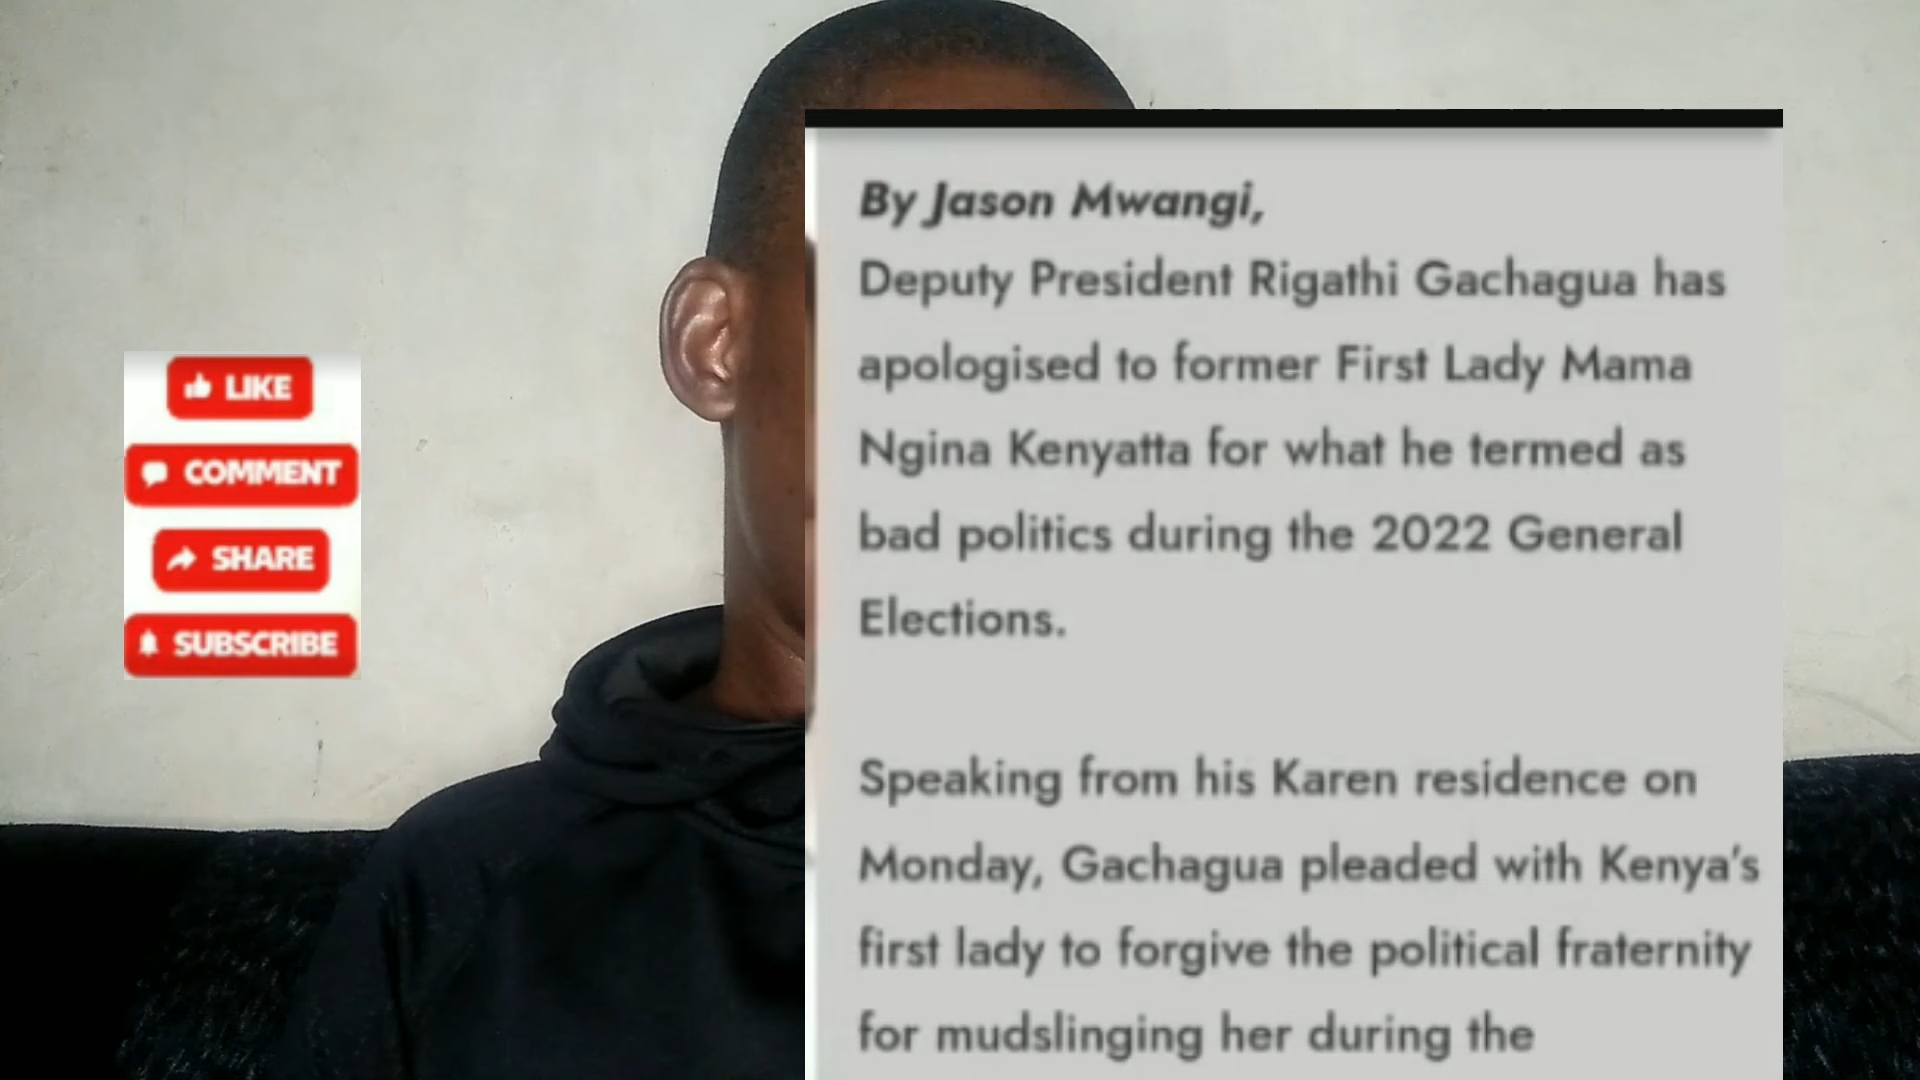 LIKE
COMMENT
SHARE
SUBSCRIBE
By Jason Mwangi,
Deputy President Rigathi Gachagua has
apologised to former First Lady Mama
Ngina Kenyatta for what he termed as
bad politics during the 2022 General
Elections.
Speaking from his Karen residence on
Monday, Gachagua pleaded with Kenya's
first lady to forgive the political fraternity
for mudslinging her during the